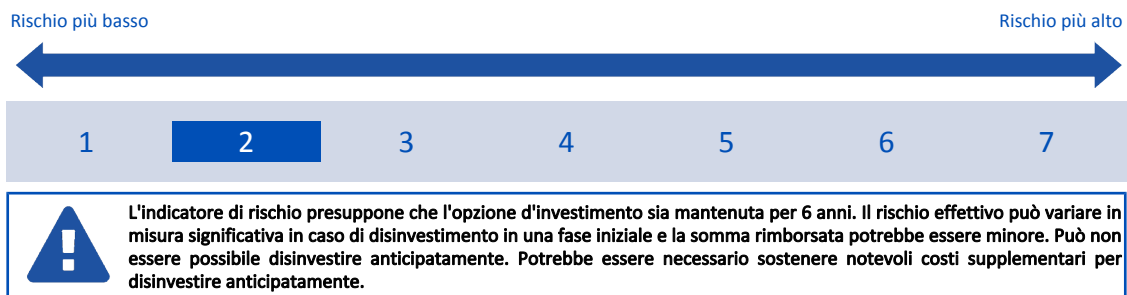 Rischio più basso Rischio più alto
1 2 3 4 5 6 7
L'indicatore di rischio presuppone che l'opzione d'investimento sia mantenuta per 6 anni. Il rischio effettivo può variare in
misura significativa in caso di disinvestimento in una fase iniziale e la somma rimborsata potrebbe essere minore. Può non
essere possibile disinvestire anticipatamente. Potrebbe essere necessario sostenere notevoli costi supplementari per
disinvestire anticipatamente.